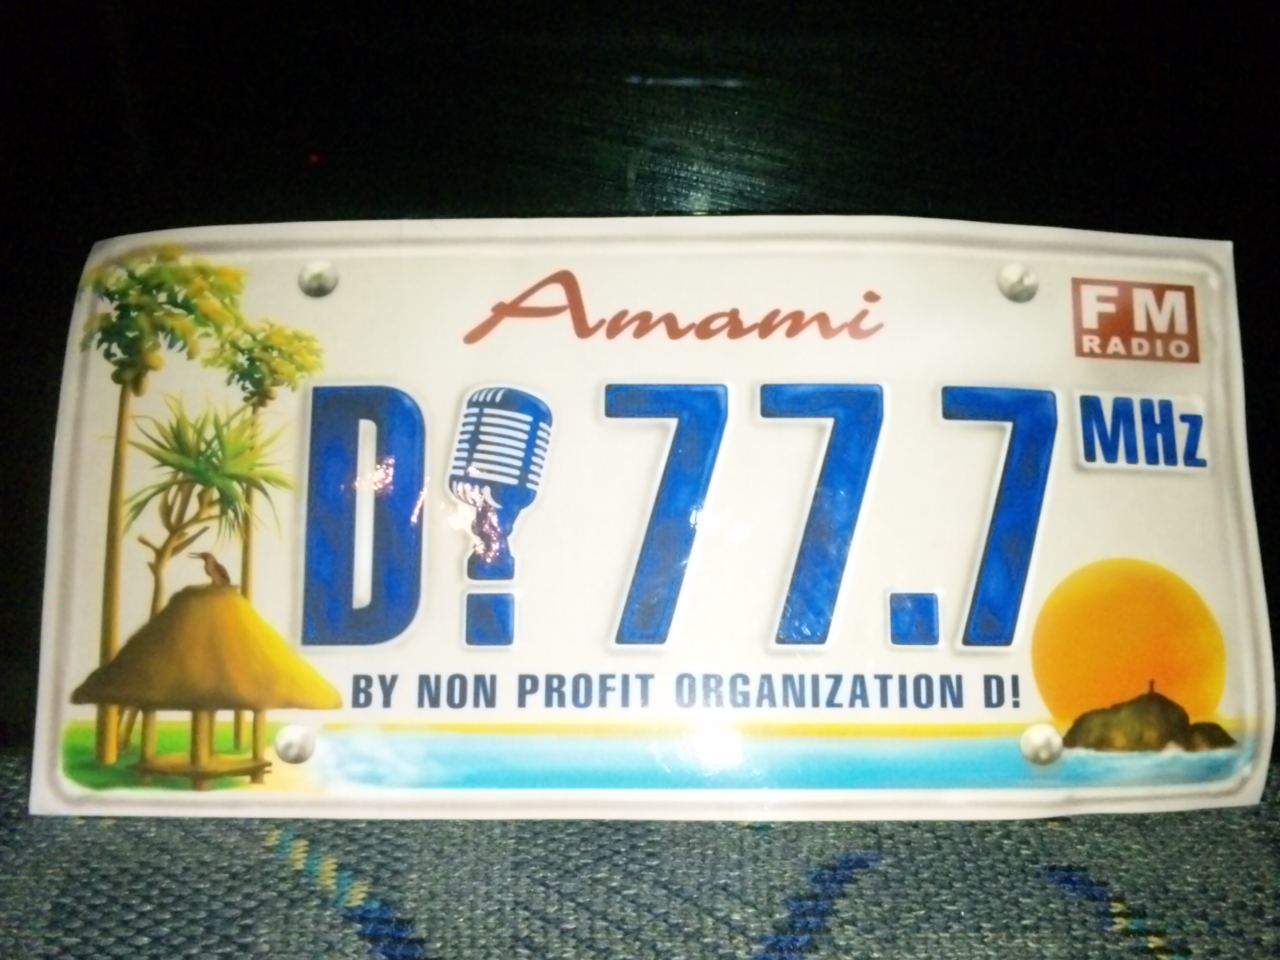 Amami
FM
RADIO
D! 77.7 MHz
BY NON PROFIT ORGANIZATION D!